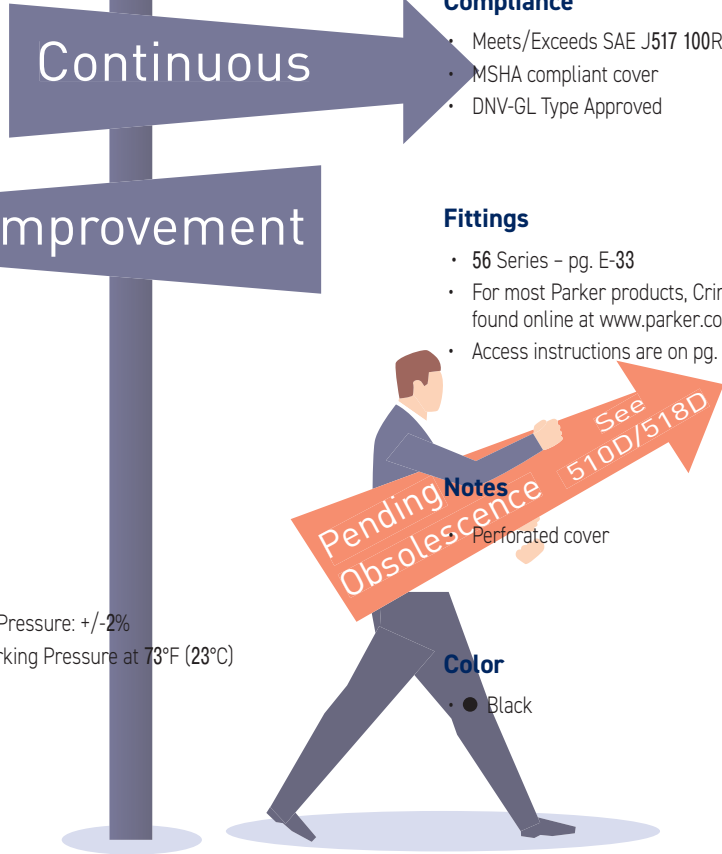 Compliance
• Meets/Exceeds SAE J517 100R
• MSHA compliant cover
• DNV-GL Type Approved
Continuous
mprovement
Fittings
• 56 Series – pg. E-33
• For most Parker products, Crin
found online at www.parker.co
• Access instructions are on pg.
See
510D/518D
Pending
Obsolescence
Notes
• Perforated cover
Pressure: +/-2%
rking Pressure at 73°F (23°C)
Color
• Black